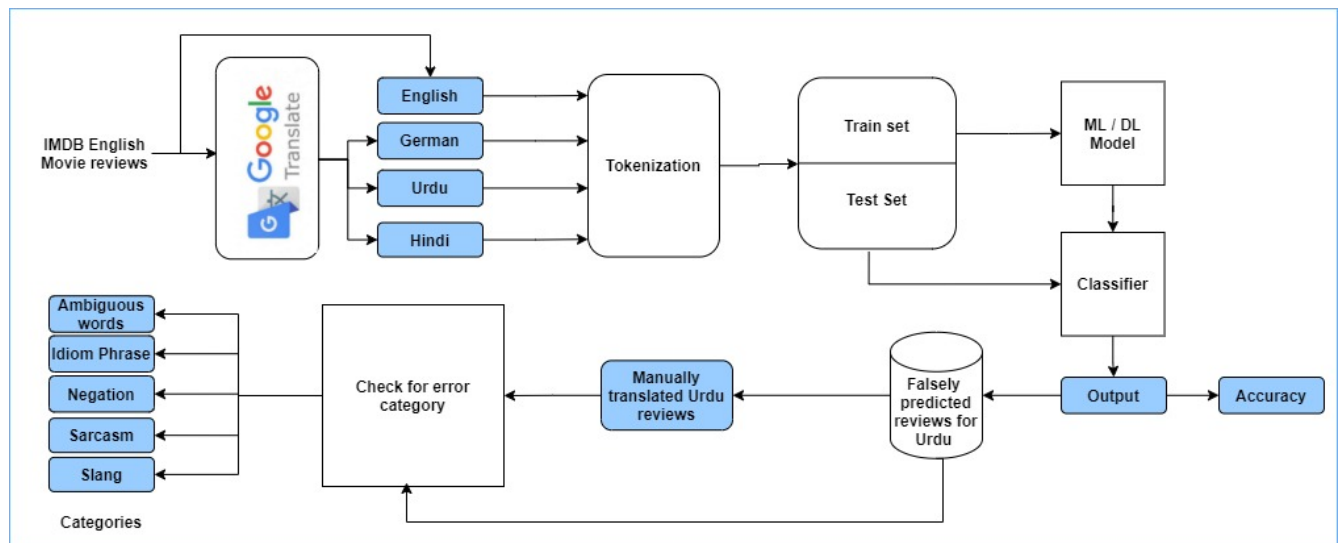 IMDB English
Movie reviews
Google
Translate
G
文
English
German
Urdu
Hindi
Tokenization
Train set
Test Set
ML / DL
Model
Classifier
Output
Accuracy
Falsely
predicted
reviews for
Urdu
Manually
translated Urdu
reviews
Check for error
category
Ambiguous
words
Idiom Phrase
Negation
Sarcasm
Slang
Categories